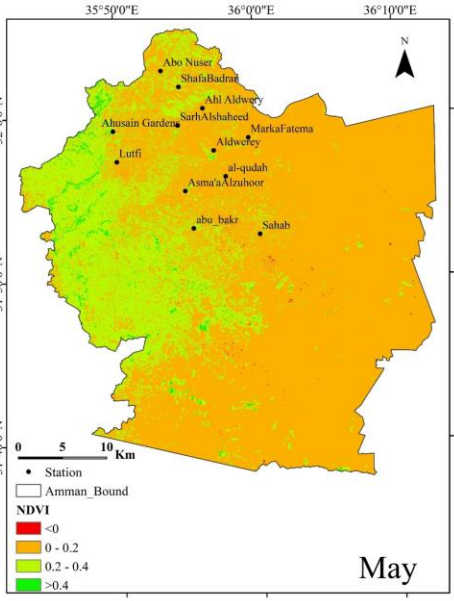 35°50'0"E 36°0'0"E 36°10'0"E
N
Abo Nuser
ShafaBadran
Ahl Aldwery
SarhAlshaheed
Ahusain Gardens
MarkaFatema
Aldwerey
Lutfi
al-qudah
Asma'aAlzuhoor
abu_bakr
Sahab
0 5 10
Km
Station
Amman_Bound
NDVI
<0
0 - 0.2
0.2 - 0.4
>0.4
May